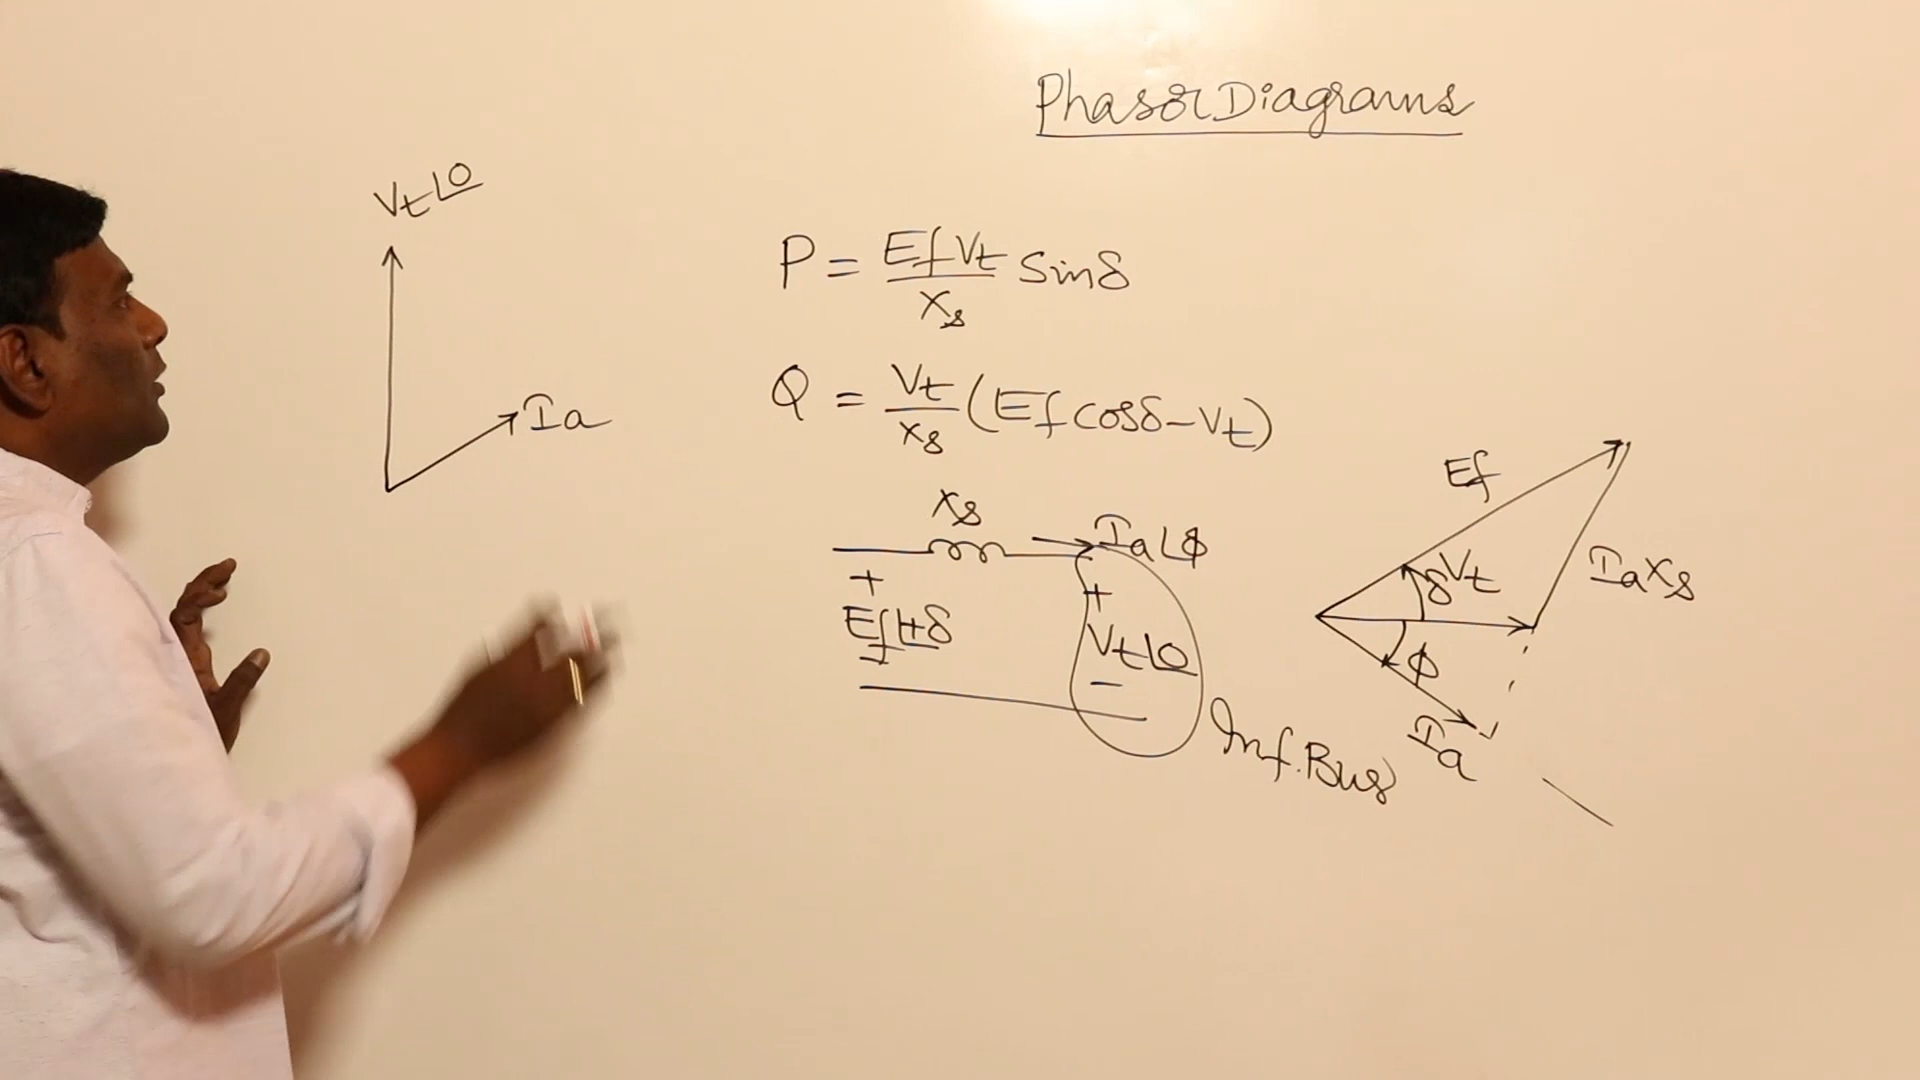 Phasor Diagrams
Vt∠0
Ia
P = EfVt/Xs Sinδ
Q = Vt/Xs (Ef cosδ - Vt)
Xs
Ia∠ϕ
+
Ef∠+δ
-
+
Vt∠0
-
Inf. Bus
Ef
δ
Vt
IaXs
ϕ
Ia